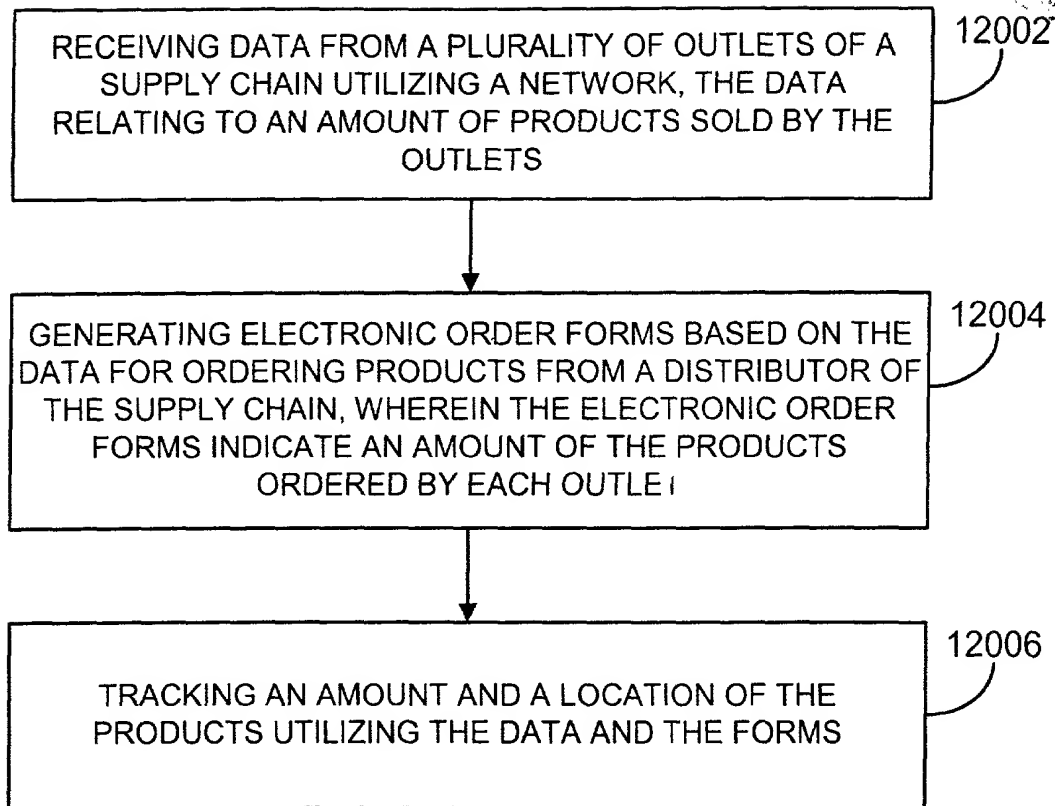 RECEIVING DATA FROM A PLURALITY OF OUTLETS OF A
SUPPLY CHAIN UTILIZING A NETWORK, THE DATA
RELATING TO AN AMOUNT OF PRODUCTS SOLD BY THE
OUTLETS
12002
GENERATING ELECTRONIC ORDER FORMS BASED ON THE
DATA FOR ORDERING PRODUCTS FROM A DISTRIBUTOR OF
THE SUPPLY CHAIN, WHEREIN THE ELECTRONIC ORDER
FORMS INDICATE AN AMOUNT OF THE PRODUCTS
ORDERED BY EACH OUTLET
12004
TRACKING AN AMOUNT AND A LOCATION OF THE
PRODUCTS UTILIZING THE DATA AND THE FORMS
12006